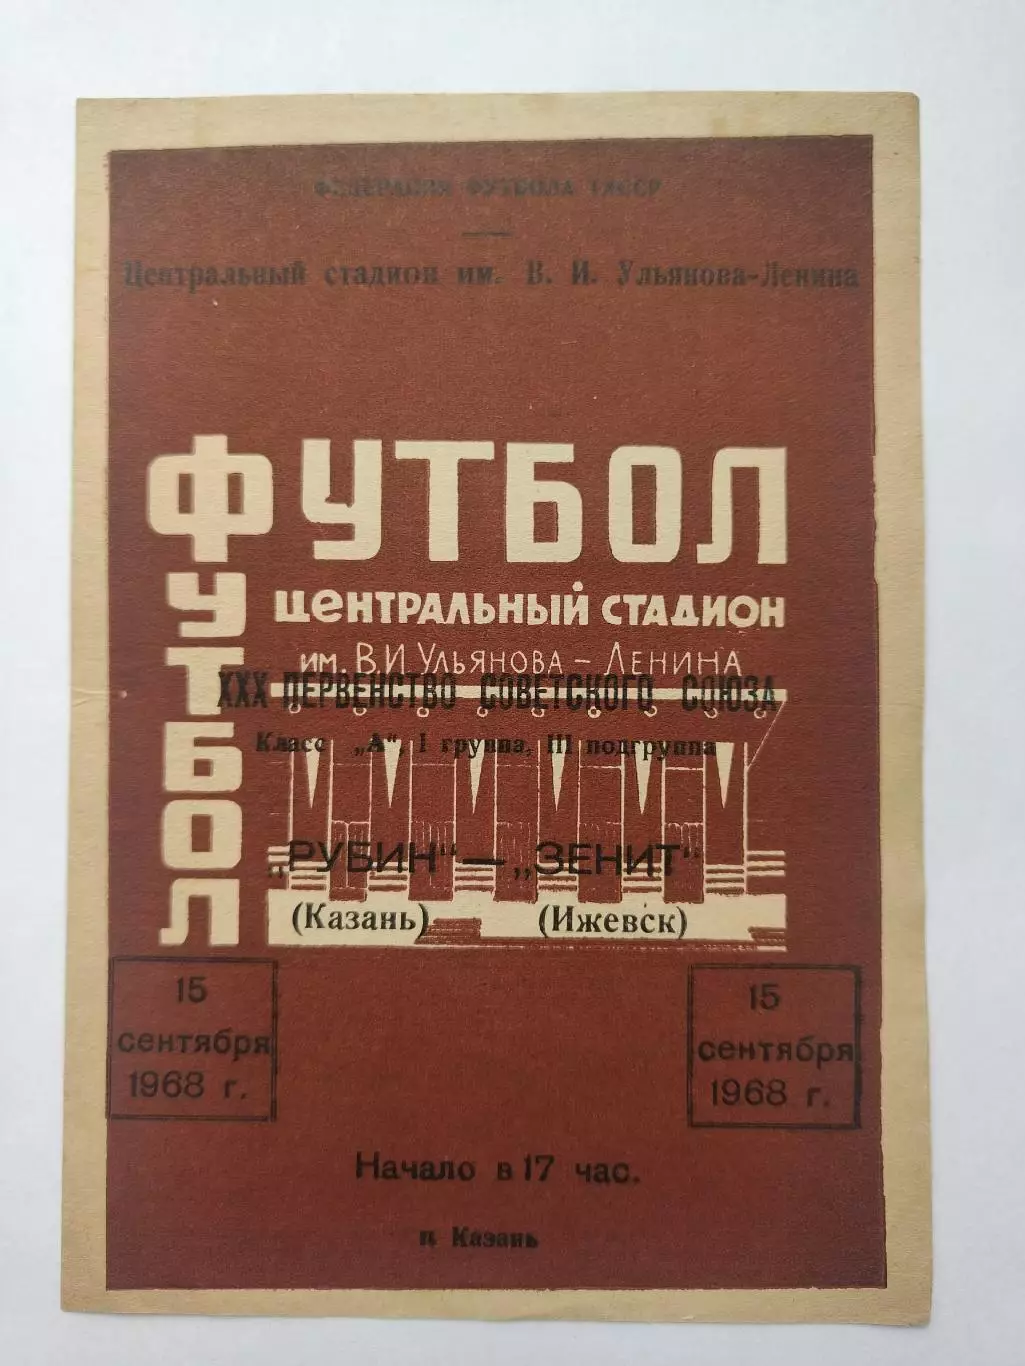 ФЕДЕРАЦИЯ ФУТБОЛА ТАССР
Центральный стадион им. В. И. Ульянова-Ленина
ФУТБОЛ
ФУТБОЛ
ЦЕНТРАЛЬНЫЙ СТАДИОН
ИМ. В.И. УЛЬЯНОВА – ЛЕНИНА
XXX ПЕРВЕНСТВО СОВЕТСКОГО СОЮЗА
Класс „А“, I группа, III подгруппа
„РУБИН“ — „ЗЕНИТ“
(Казань) (Ижевск)
15
сентября
1968 г.
15
сентября
1968 г.
Начало в 17 час.
ц. Казань